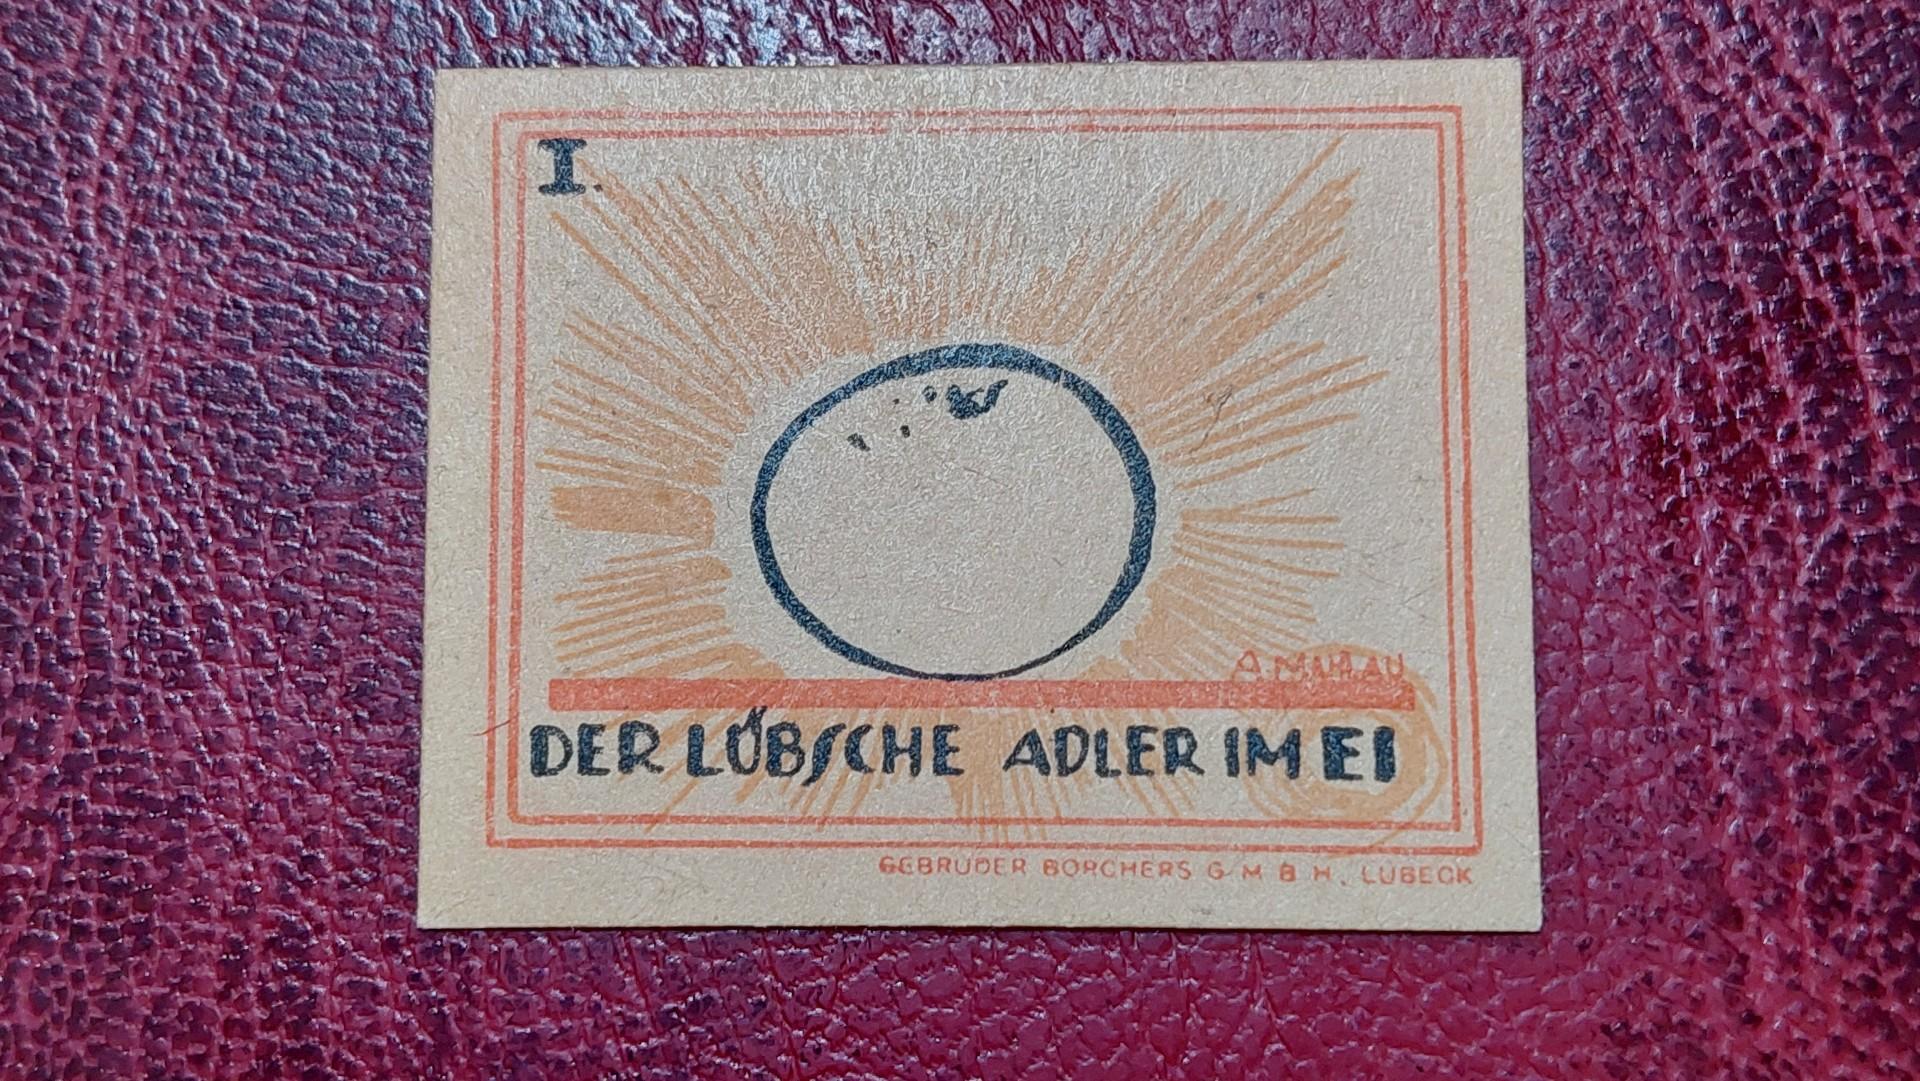 I.
A. MAHLAU
DER LÜBSCHE ADLER IM EI
GEBRÜDER BORCHERS G M B H. LÜBECK